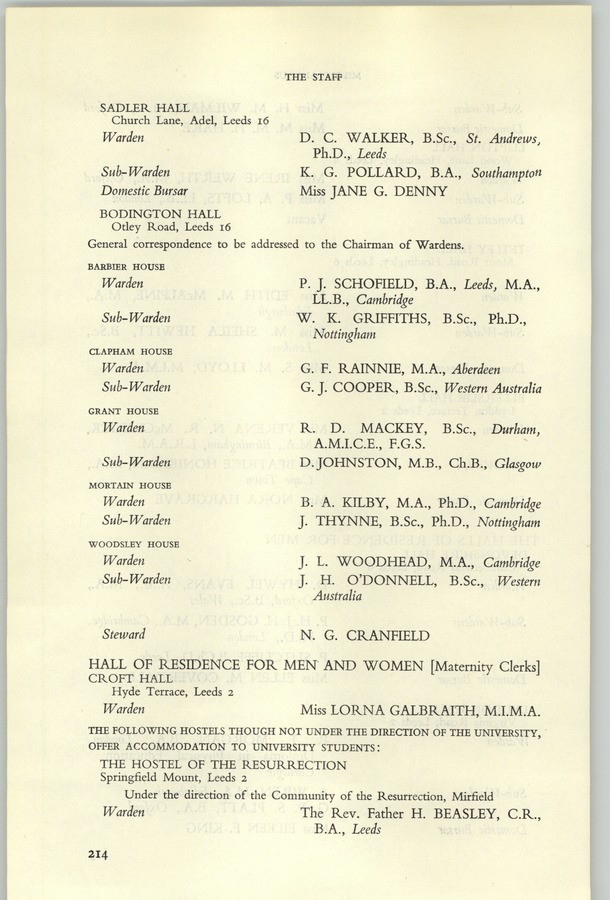 THE STAFF
SADLER HALL
Church Lane, Adel, Leeds 16
Warden D. C. WALKER, B.Sc., St. Andrews,
Ph.D., Leeds
Sub-Warden K. G. POLLARD, B.A., Southampton
Domestic Bursar Miss JANE G. DENNY
BODINGTON HALL
Otley Road, Leeds 16
General correspondence to be addressed to the Chairman of Wardens.
BARBIER HOUSE
Warden P. J. SCHOFIELD, B.A., Leeds, M.A.,
LL.B., Cambridge
Sub-Warden W. K. GRIFFITHS, B.Sc., Ph.D.,
Nottingham
CLAPHAM HOUSE
Warden G. F. RAINNIE, M.A., Aberdeen
Sub-Warden G. J. COOPER, B.Sc., Western Australia
GRANT HOUSE
Warden R. D. MACKEY, B.Sc., Durham,
A.M.I.C.E., F.G.S.
Sub-Warden D. JOHNSTON, M.B., Ch.B., Glasgow
MORTAIN HOUSE
Warden B. A. KILBY, M.A., Ph.D., Cambridge
Sub-Warden J. THYNNE, B.Sc., Ph.D., Nottingham
WOODSLEY HOUSE
Warden J. L. WOODHEAD, M.A., Cambridge
Sub-Warden J. H. O'DONNELL, B.Sc., Western
Australia
Steward N. G. CRANFIELD
HALL OF RESIDENCE FOR MEN AND WOMEN [Maternity Clerks]
CROFT HALL
Hyde Terrace, Leeds 2
Warden Miss LORNA GALBRAITH, M.I.M.A.
THE FOLLOWING HOSTELS THOUGH NOT UNDER THE DIRECTION OF THE UNIVERSITY,
OFFER ACCOMMODATION TO UNIVERSITY STUDENTS:
THE HOSTEL OF THE RESURRECTION
Springfield Mount, Leeds 2
Under the direction of the Community of the Resurrection, Mirfield
Warden The Rev. Father H. BEASLEY, C.R.,
B.A., Leeds
214